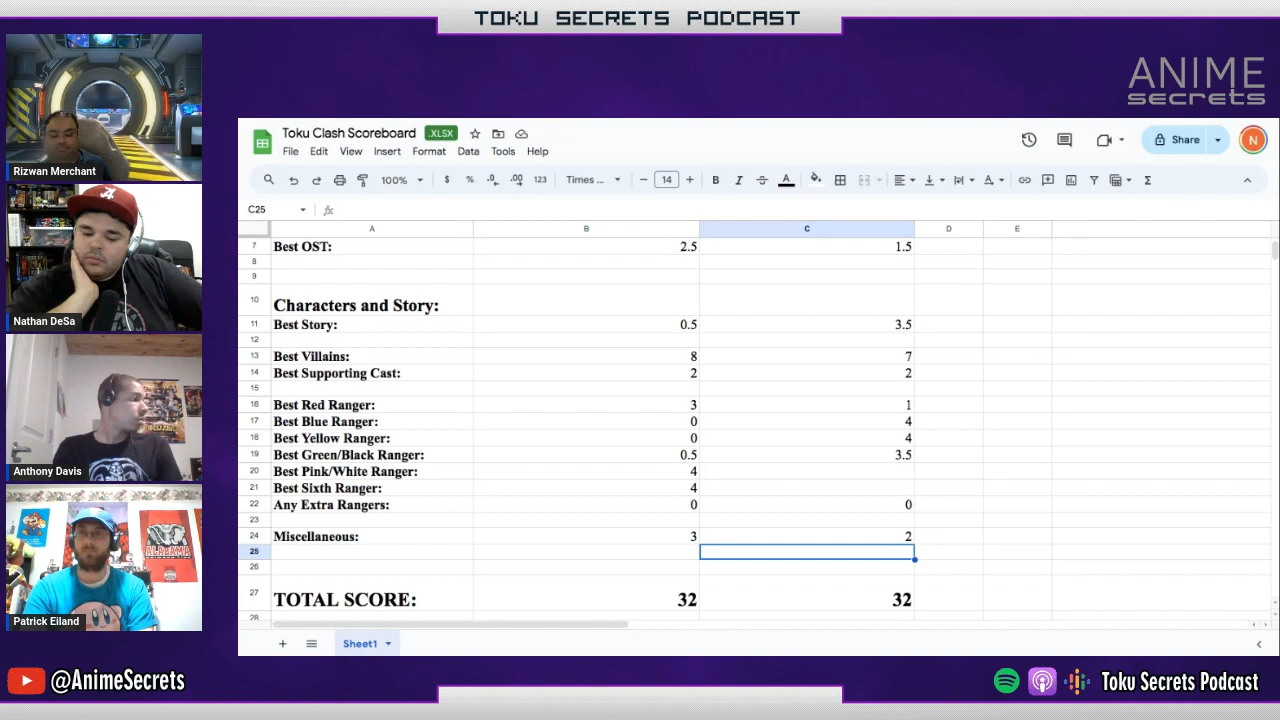 TOKU SECRETS PODCAST
ANIME
secrets
Rizwan Merchant
Nathan DeSa
Anthony Davis
ALABAMA
Patrick Eiland
Toku Clash Scoreboard .XLSX
File Edit View Insert Format Data Tools Help
Share
N
100% $ % .0 .00 123 Times ... − 14 + B I A Σ
C25 fx
A B C D E
7 Best OST: 2.5 1.5
8
9
10 Characters and Story:
11 Best Story: 0.5 3.5
12
13 Best Villains: 8 7
14 Best Supporting Cast: 2 2
15
16 Best Red Ranger: 3 1
17 Best Blue Ranger: 0 4
18 Best Yellow Ranger: 0 4
19 Best Green/Black Ranger: 0.5 3.5
20 Best Pink/White Ranger: 4
21 Best Sixth Ranger: 4
22 Any Extra Rangers: 0 0
23
24 Miscellaneous: 3 2
25
26
27 TOTAL SCORE: 32 32
28
+ Sheet1
@AnimeSecrets
Toku Secrets Podcast